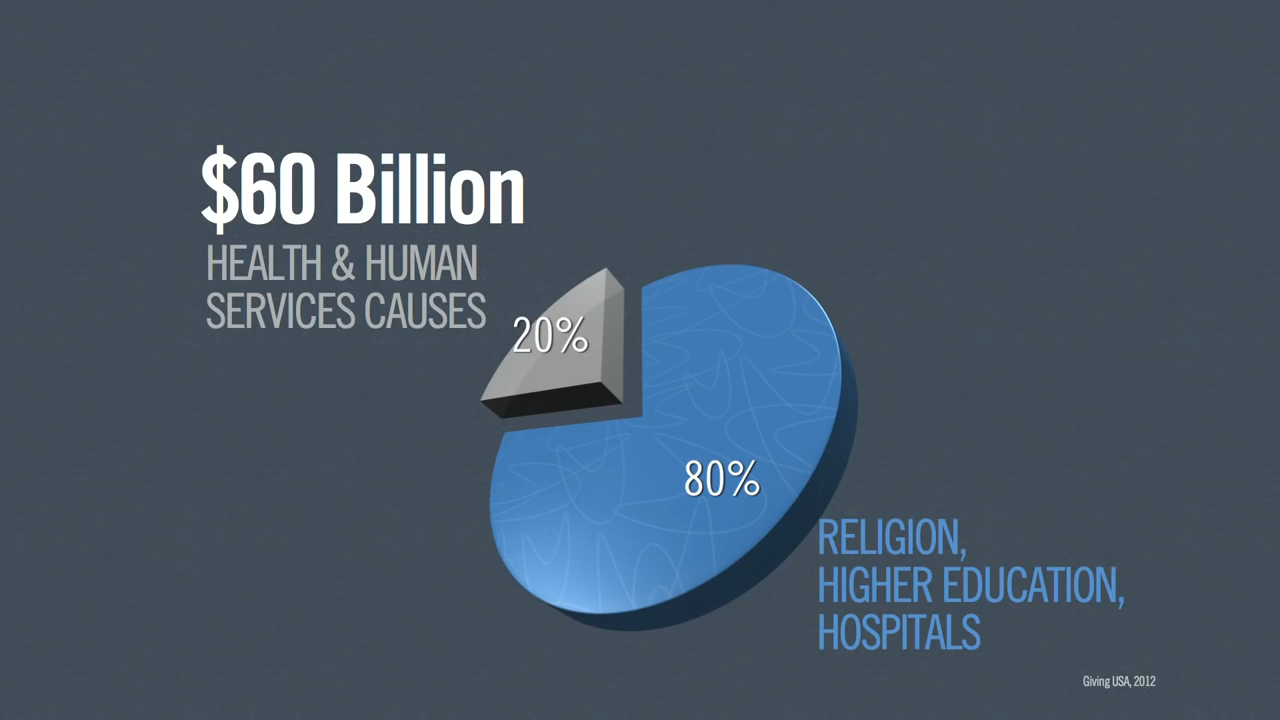 $60 Billion
HEALTH & HUMAN
SERVICES CAUSES
20%
80%
RELIGION,
HIGHER EDUCATION,
HOSPITALS
Giving USA, 2012